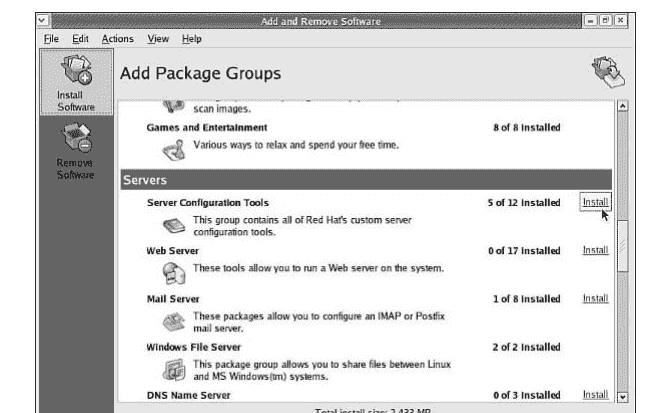 Add and Remove Software
File Edit Actions View Help
Install
Software
Add Package Groups
scan images.
Games and Entertainment 8 of 8 Installed
Various ways to relax and spend your free time.
Remove
Software
Servers
Server Configuration Tools 5 of 12 Installed Install
This group contains all of Red Hat's custom server
configuration tools.
Web Server 0 of 17 Installed Install
These tools allow you to run a Web server on the system.
Mail Server 1 of 8 Installed Install
These packages allow you to configure an IMAP or Postfix
mail server.
Windows File Server 2 of 2 Installed
This package group allows you to share files between Linux
and MS Windows(tm) systems.
DNS Name Server 0 of 3 Installed Install
Total install size: 2,433 MB